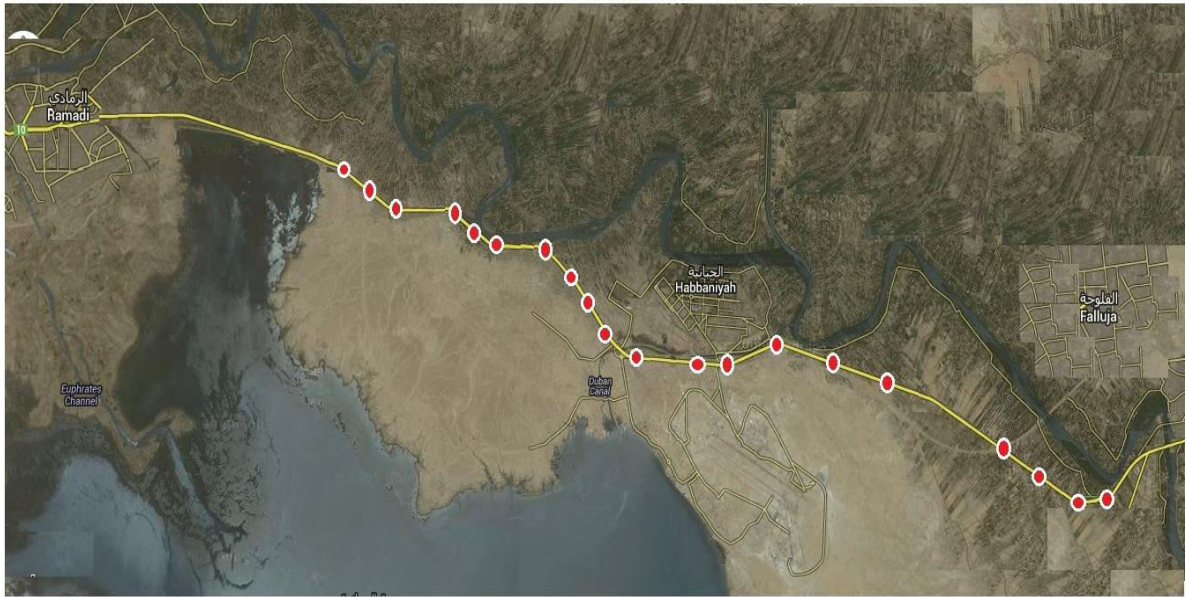 الرمادي
Ramadi
10
الحبانية
Habbaniyah
الفلوجة
Falluja
Duban
Canal
Euphrates
Channel